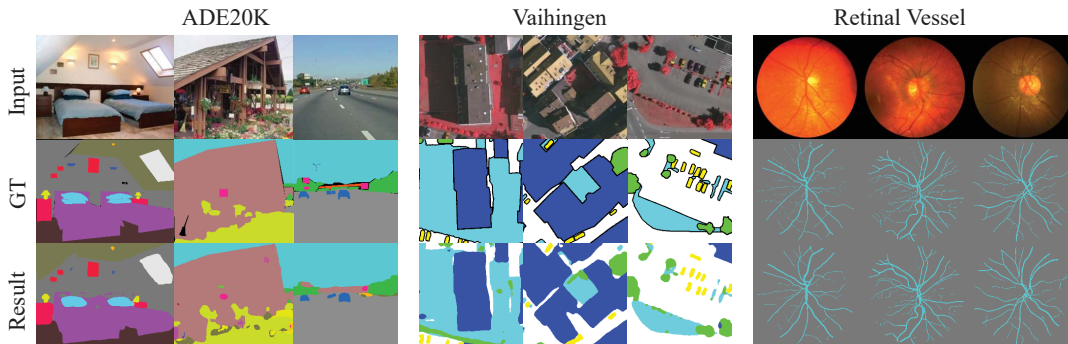 ADE20K
Vaihingen
Retinal Vessel
Input
GT
Result